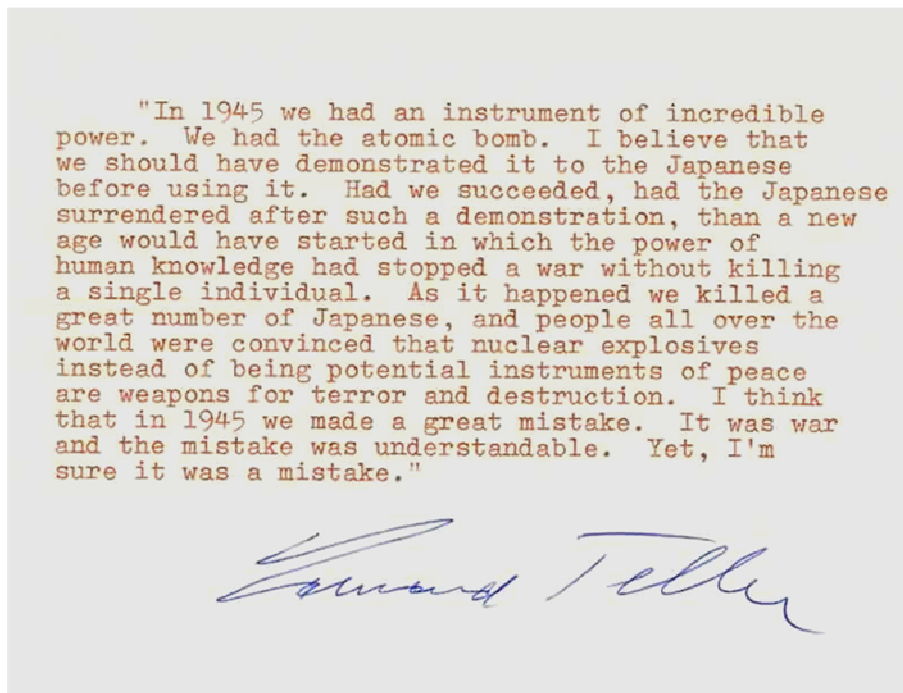 "In 1945 we had an instrument of incredible
power. We had the atomic bomb. I believe that
we should have demonstrated it to the Japanese
before using it. Had we succeeded, had the Japanese
surrendered after such a demonstration, than a new
age would have started in which the power of
human knowledge had stopped a war without killing
a single individual. As it happened we killed a
great number of Japanese, and people all over the
world were convinced that nuclear explosives
instead of being potential instruments of peace
are weapons for terror and destruction. I think
that in 1945 we made a great mistake. It was war
and the mistake was understandable. Yet, I'm
sure it was a mistake."
Edward Teller